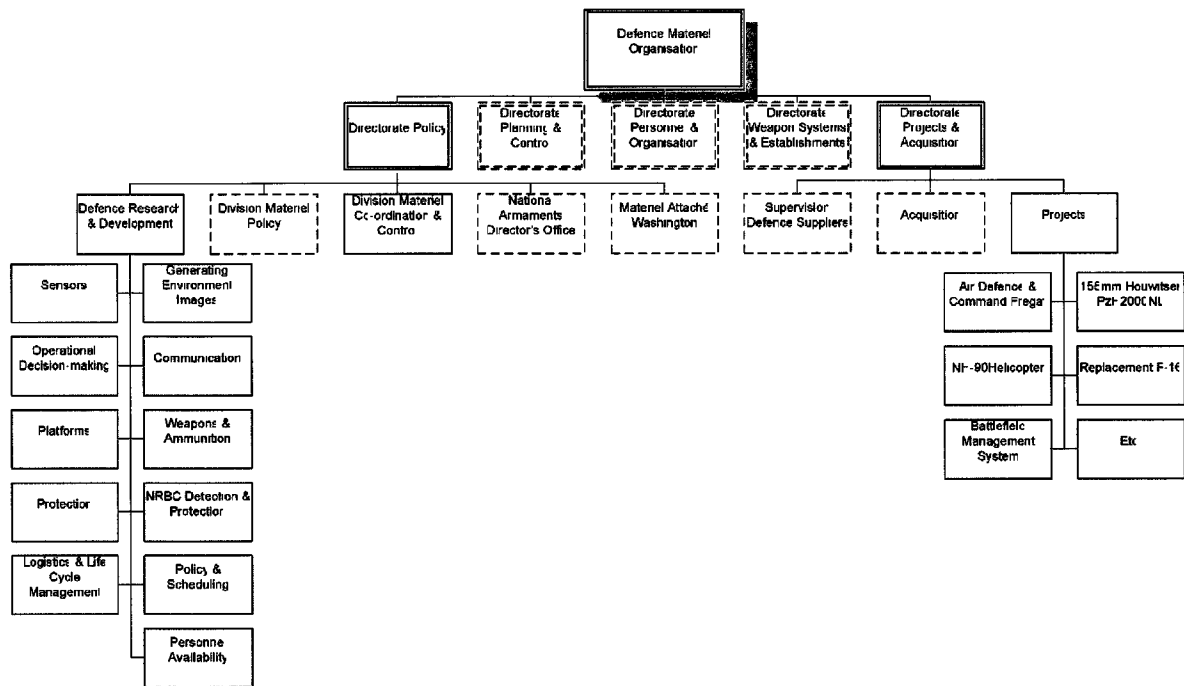 Defence Materiel
Organisation
Directorate Policy
Directorate
Planning &
Control
Directorate
Personnel &
Organisation
Directorate
Weapon Systems
& Establishments
Directorate
Projects &
Acquisition
Defence Research
& Development
Division Materiel
Policy
Division Materiel
Co-ordination &
Control
National
Armaments
Director's Office
Materiel Attaché
Washington
Supervision
Defence Suppliers
Acquisition
Projects
Sensors
Generating
Environment
Images
Operational
Decision-making
Communication
Platforms
Weapons &
Ammunition
Protection
NRBC Detection &
Protection
Logistics & Life
Cycle
Management
Policy &
Scheduling
Personnel
Availability
Air Defence &
Command Fregat
155mm Houwitser
PzH 2000 NL
NH-90Helicopter
Replacement F-16
Battlefield
Management
System
Etc